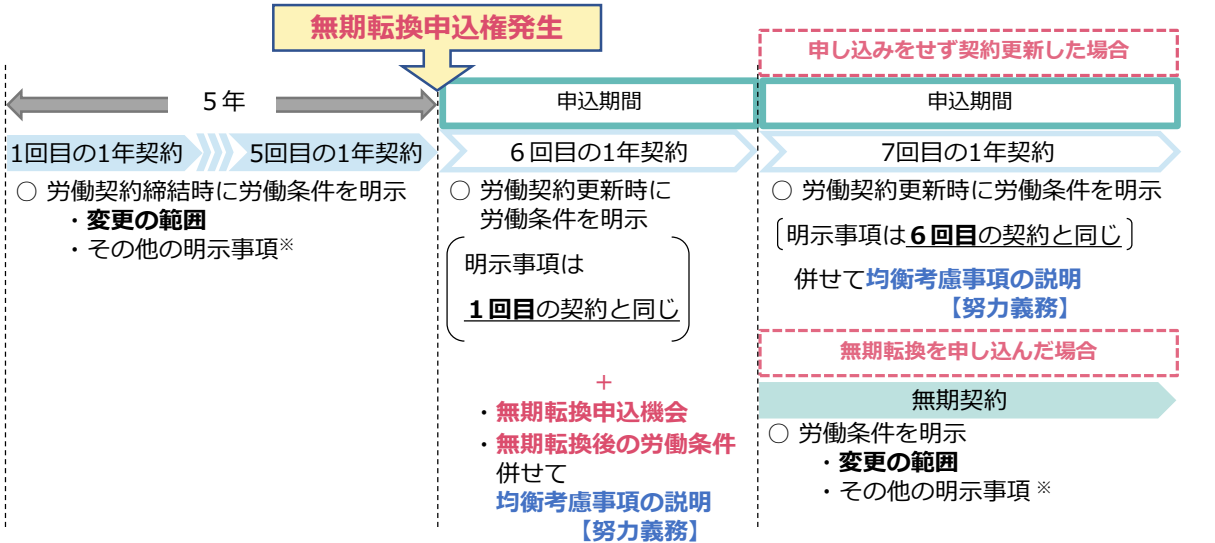 無期転換申込権発生
5年
1回目の1年契約
5回目の1年契約
○ 労働契約締結時に労働条件を明示
・変更の範囲
・その他の明示事項※
申込期間
6回目の1年契約
○ 労働契約更新時に
労働条件を明示
明示事項は
1回目の契約と同じ
+
・無期転換申込機会
・無期転換後の労働条件
併せて
均衡考慮事項の説明
【努力義務】
申し込みをせず契約更新した場合
申込期間
7回目の1年契約
○ 労働契約更新時に労働条件を明示
〔明示事項は6回目の契約と同じ〕
併せて均衡考慮事項の説明
【努力義務】
無期転換を申し込んだ場合
無期契約
○ 労働条件を明示
・変更の範囲
・その他の明示事項※